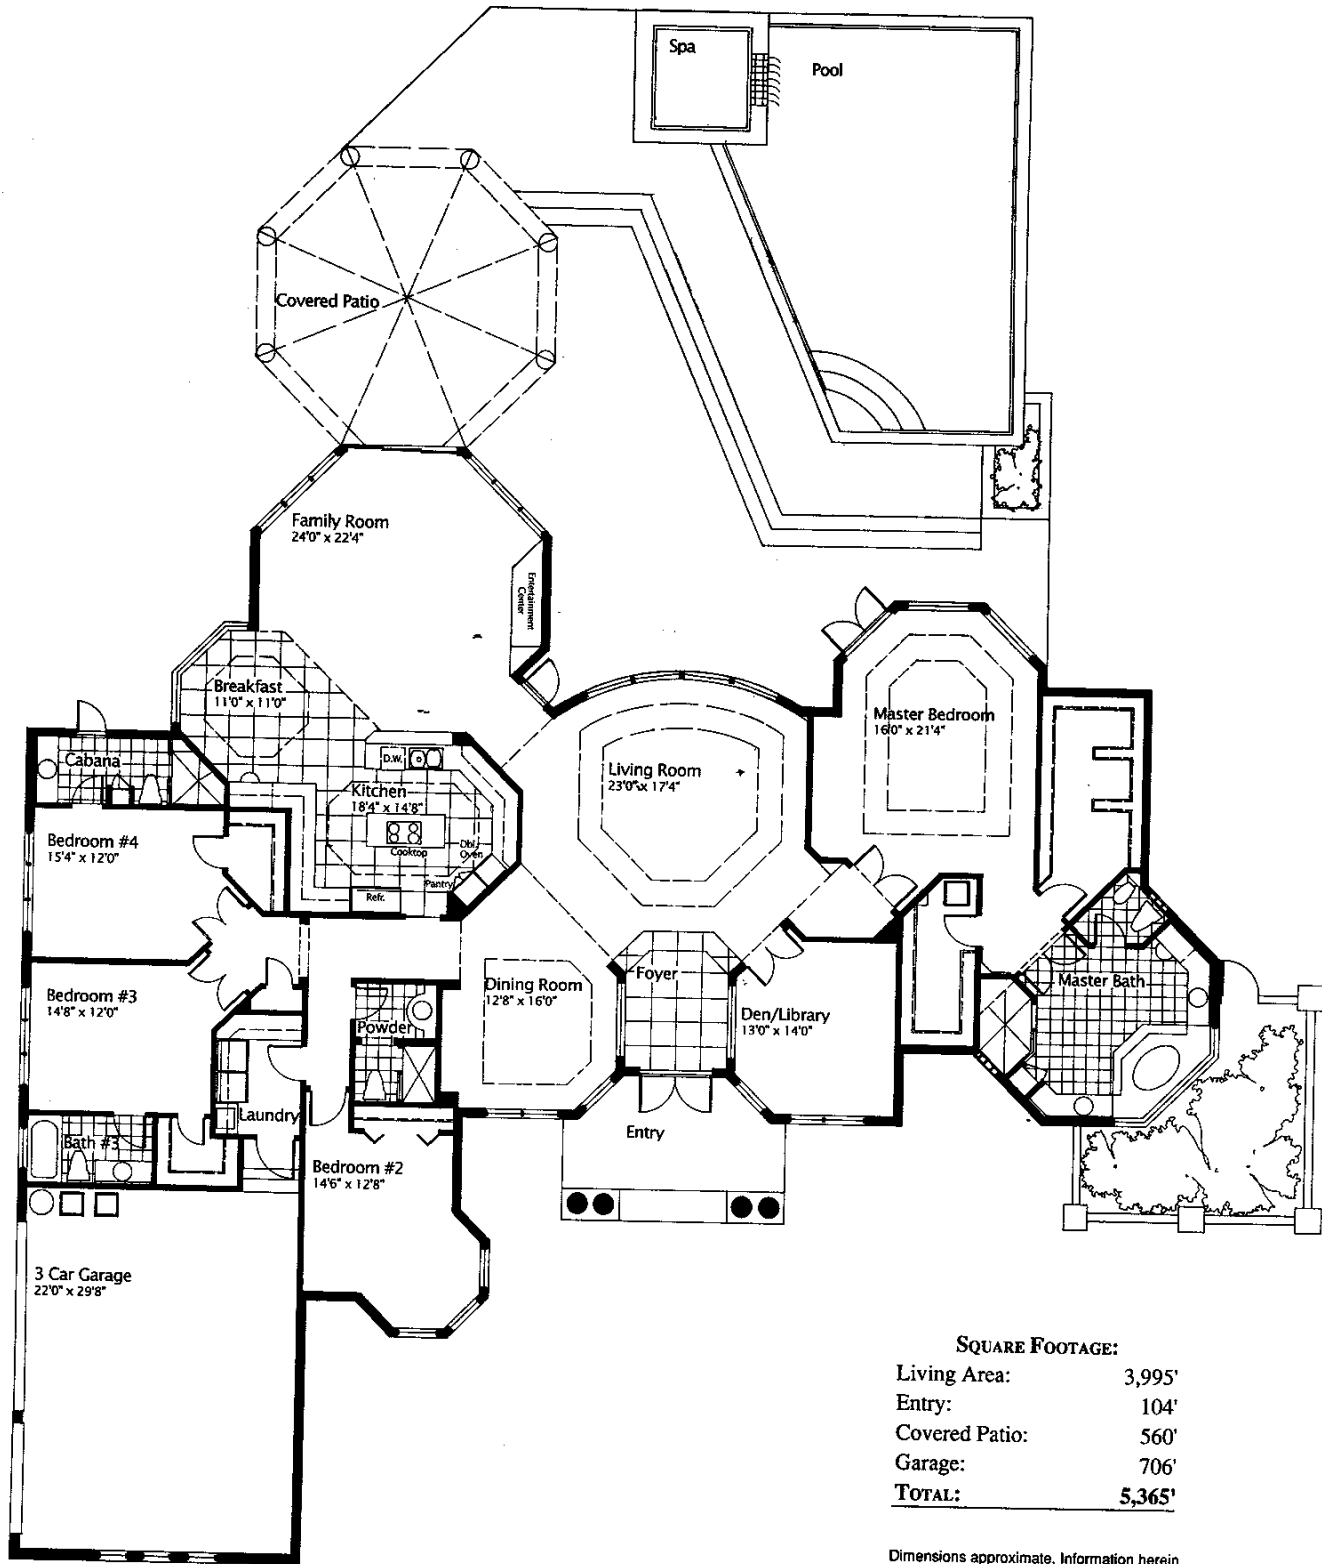 Spa
Pool
Covered Patio
Family Room
24'0" x 22'4"
Entertainment
Center
Breakfast
11'0" x 11'0"
Master Bedroom
16'0" x 21'4"
D.W.
Cabana
Living Room
23'0" x 17'4"
Kitchen
18'4" x 14'8"
Bedroom #4
15'4" x 12'0"
Cooktop
Dbl.
Oven
Pantry
Refr.
Foyer
Master Bath
Dining Room
12'8" x 16'0"
Bedroom #3
14'8" x 12'0"
Den/Library
13'0" x 14'0"
Powder
Laundry
Bath #3
Entry
Bedroom #2
14'6" x 12'8"
3 Car Garage
22'0" x 29'8"
SQUARE FOOTAGE:
Living Area: 3,995'
Entry: 104'
Covered Patio: 560'
Garage: 706'
TOTAL: 5,365'
Dimensions approximate. Information herein